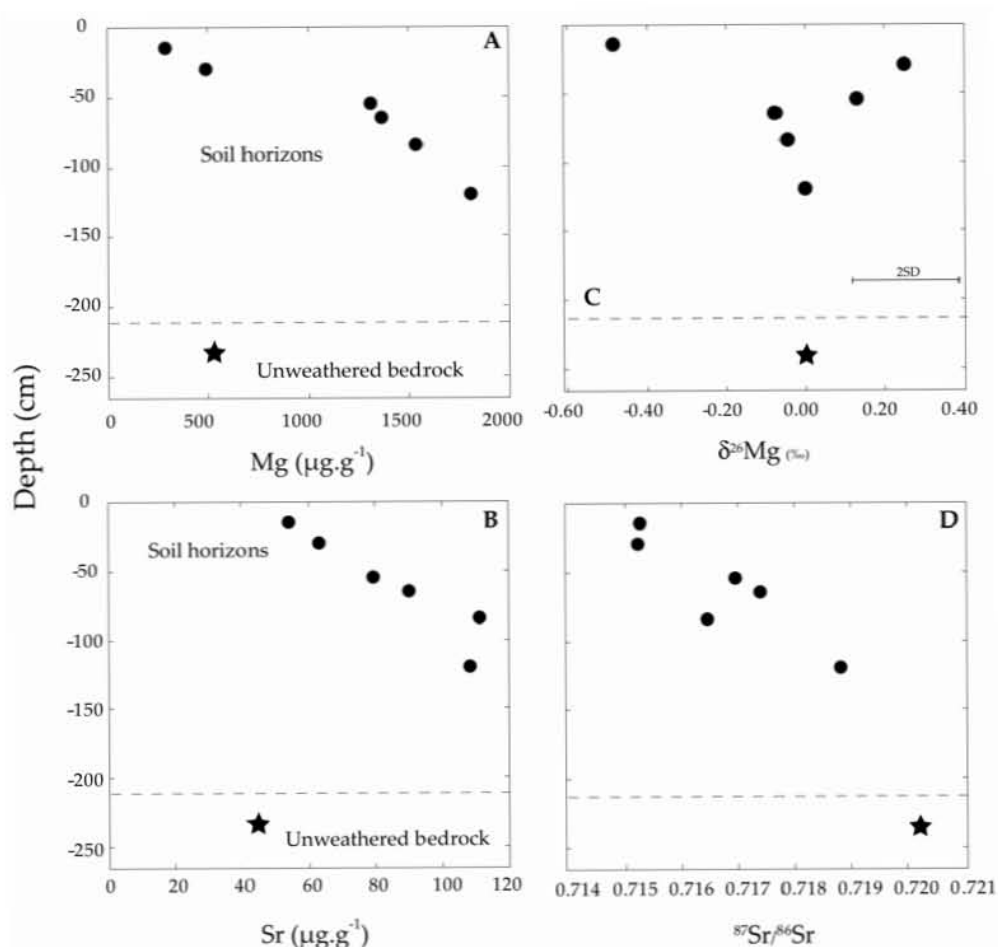 0
-50
-100
-150
-200
-250
A
Soil horizons
Unweathered bedrock
0
500
1000
1500
2000
Mg (µg.g⁻¹)
Depth (cm)
2SD
C
-0.60
-0.40
-0.20
0.00
0.20
0.40
δ²⁶Mg (‰)
0
-50
-100
-150
-200
-250
B
Soil horizons
Unweathered bedrock
0
20
40
60
80
100
120
Sr (µg.g⁻¹)
D
0.714
0.715
0.716
0.717
0.718
0.719
0.720
0.721
⁸⁷Sr/⁸⁶Sr